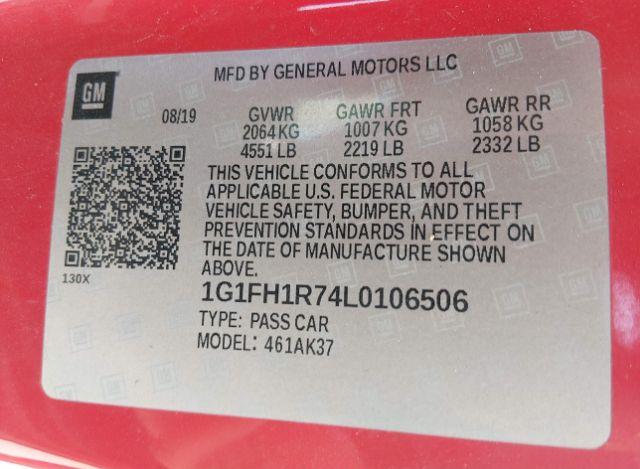 GM
MFD BY GENERAL MOTORS LLC
08/19 GVWR GAWR FRT GAWR RR
2064 KG 1007 KG 1058 KG
4551 LB 2219 LB 2332 LB
THIS VEHICLE CONFORMS TO ALL
APPLICABLE U.S. FEDERAL MOTOR
VEHICLE SAFETY, BUMPER, AND THEFT
PREVENTION STANDARDS IN EFFECT ON
THE DATE OF MANUFACTURE SHOWN
ABOVE.
130X
1G1FH1R74L0106506
TYPE: PASS CAR
MODEL: 461AK37